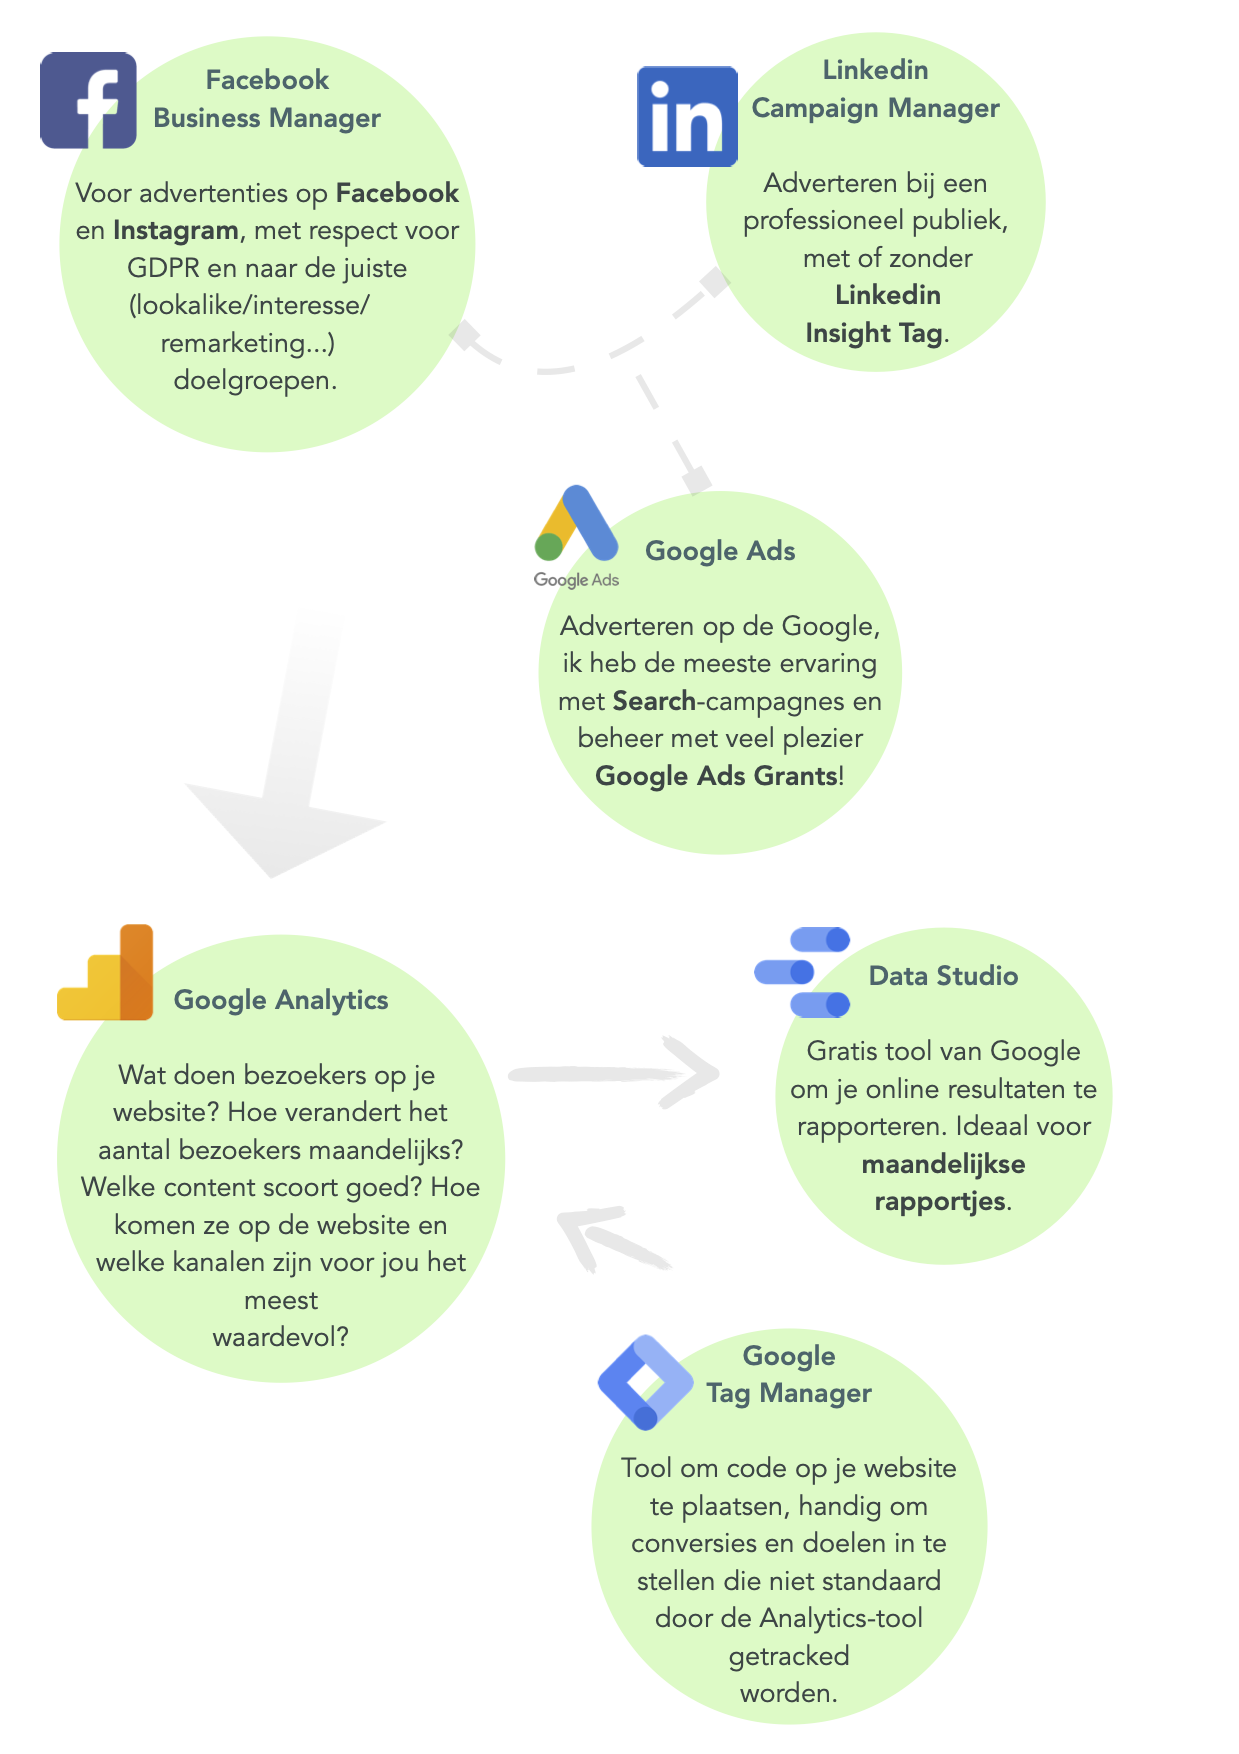 Facebook
Business Manager
Voor advertenties op Facebook
en Instagram, met respect voor
GDPR en naar de juiste
(lookalike/interesse/
remarketing...)
doelgroepen.
Linkedin
Campaign Manager
Adverteren bij een
professioneel publiek,
met of zonder
Linkedin
Insight Tag.
Google Ads
Google Ads
Adverteren op de Google,
ik heb de meeste ervaring
met Search-campagnes en
beheer met veel plezier
Google Ads Grants!
Google Analytics
Wat doen bezoekers op je
website? Hoe verandert het
aantal bezoekers maandelijks?
Welke content scoort goed? Hoe
komen ze op de website en
welke kanalen zijn voor jou het
meest
waardevol?
Data Studio
Gratis tool van Google
om je online resultaten te
rapporteren. Ideaal voor
maandelijkse
rapportjes.
Google
Tag Manager
Tool om code op je website
te plaatsen, handig om
conversies en doelen in te
stellen die niet standaard
door de Analytics-tool
getracked
worden.